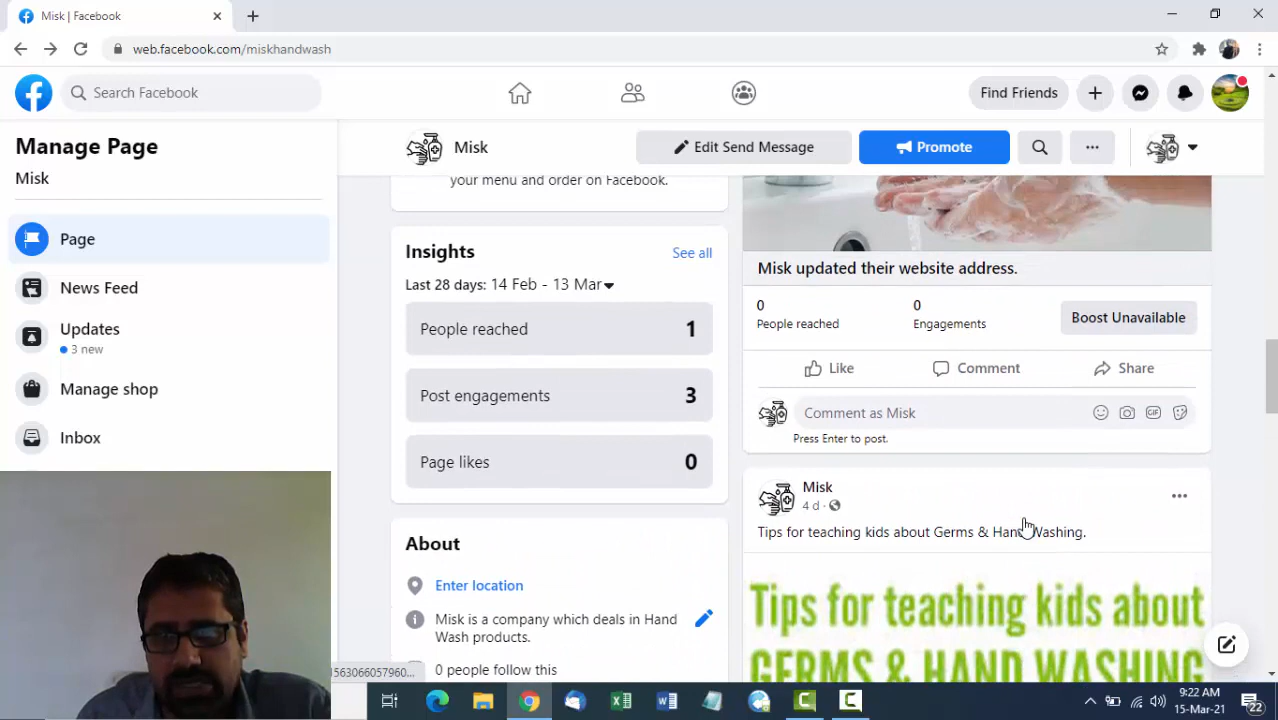 Misk | Facebook
web.facebook.com/miskhandwash
Search Facebook
Find Friends
Manage Page
Misk
Page
News Feed
Updates
3 new
Manage shop
Inbox
Misk
Edit Send Message
Promote
your menu and order on Facebook.
Insights
See all
Last 28 days: 14 Feb - 13 Mar
People reached 1
Post engagements 3
Page likes 0
About
Enter location
Misk is a company which deals in Hand
Wash products.
0 people follow this
Misk updated their website address.
0
People reached
0
Engagements
Boost Unavailable
Like
Comment
Share
Comment as Misk
GIF
Press Enter to post.
Misk
4 d ·
Tips for teaching kids about Germs & Hand Washing.
Tips for teaching kids about
GERMS & HAND WASHING
1563066057960...
9:22 AM
15-Mar-21
22